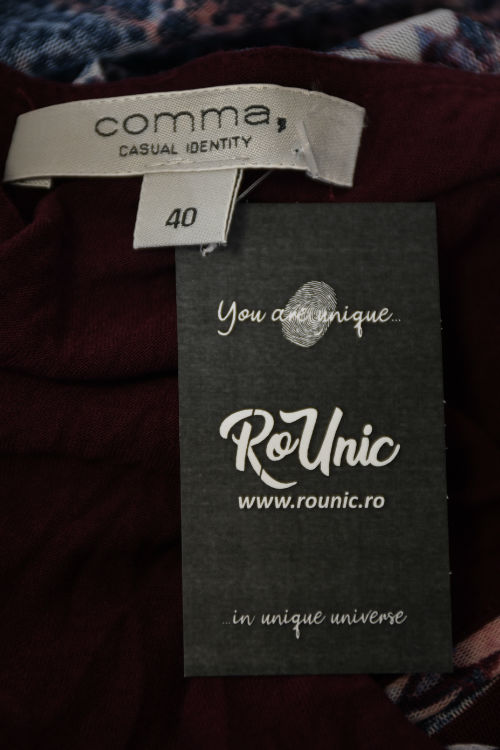 comma,
CASUAL IDENTITY
40
You are unique...
RoUnic
www.rounic.ro
...in unique universe